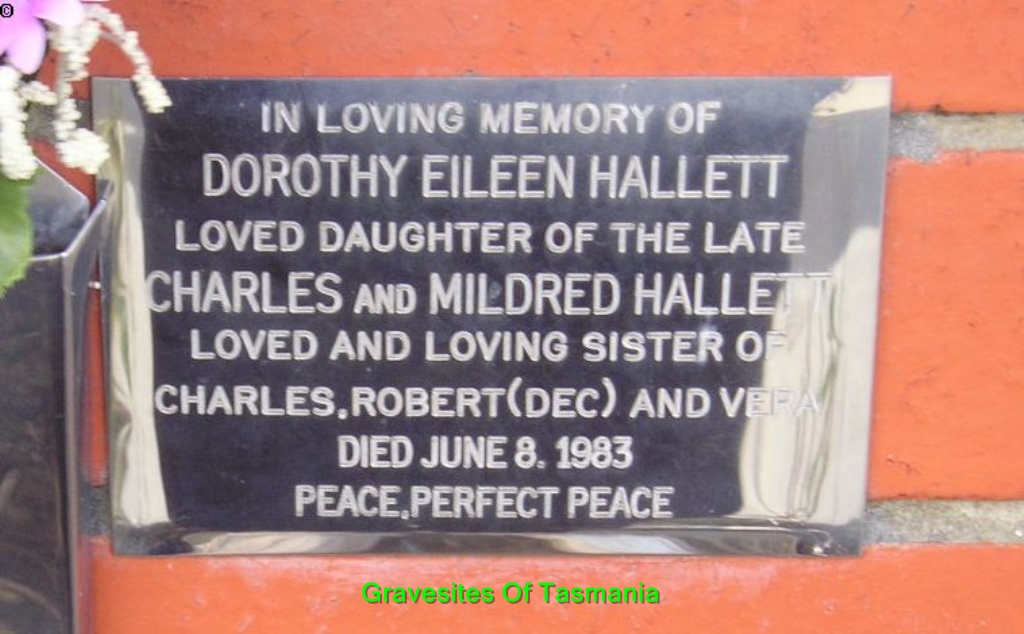 ©
IN LOVING MEMORY OF
DOROTHY EILEEN HALLETT
LOVED DAUGHTER OF THE LATE
CHARLES AND MILDRED HALLETT
LOVED AND LOVING SISTER OF
CHARLES, ROBERT (DEC) AND VERA
DIED JUNE 8. 1983
PEACE, PERFECT PEACE
Gravesites Of Tasmania